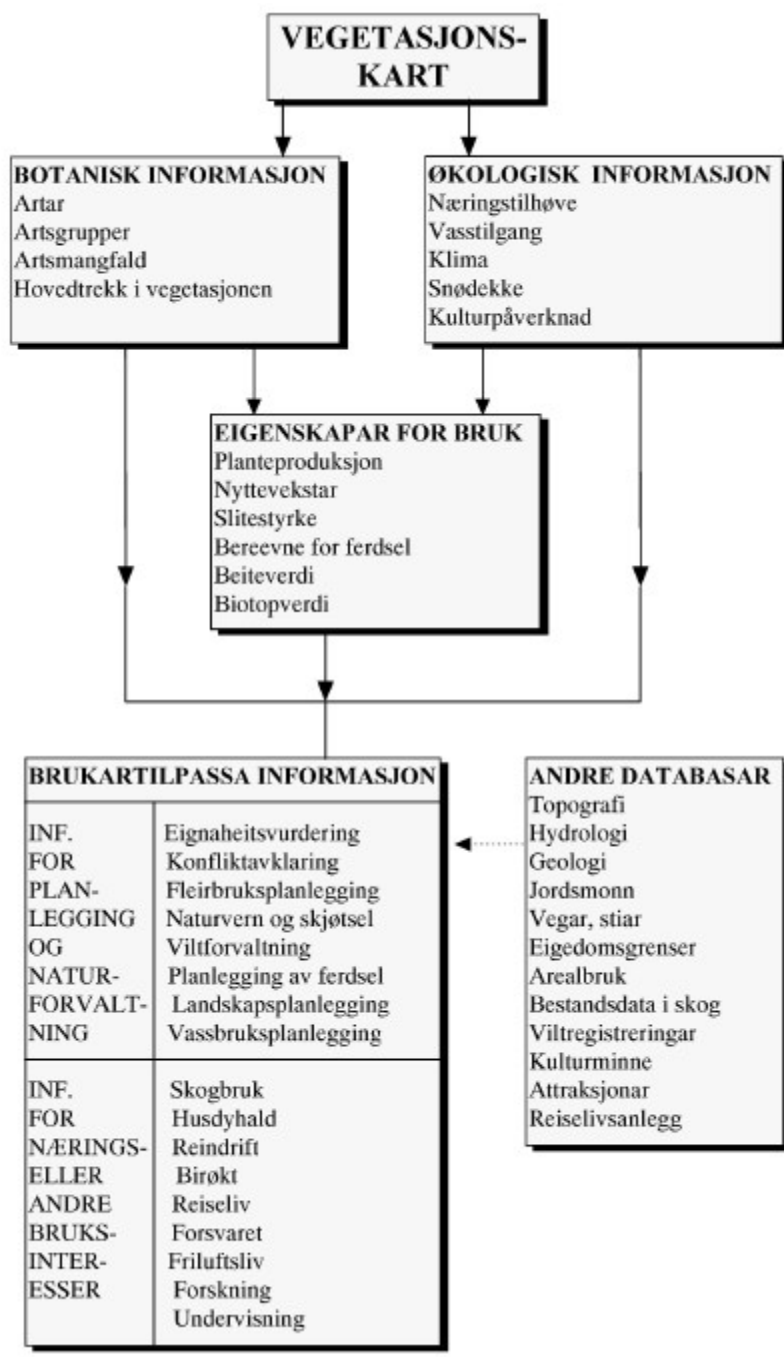 VEGETASJONS-
KART
BOTANISK INFORMASJON
Artar
Artsgrupper
Artsmangfald
Hovedtrekk i vegetasjonen
ØKOLOGISK INFORMASJON
Næringstilhøve
Vasstilgang
Klima
Snødekke
Kulturpåverknad
EIGENSKAPAR FOR BRUK
Planteproduksjon
Nyttevekstar
Slitestyrke
Bereevne for ferdsel
Beiteverdi
Biotopverdi
BRUKARTILPASSA INFORMASJON
INF.
FOR
PLAN-
LEGGING
OG
NATUR-
FORVALT-
NING
Eignaheitsvurdering
Konfliktavklaring
Fleirbruksplanlegging
Naturvern og skjøtsel
Viltforvaltning
Planlegging av ferdsel
Landskapsplanlegging
Vassbruksplanlegging
INF.
FOR
NÆRINGS-
ELLER
ANDRE
BRUKS-
INTER-
ESSER
Skogbruk
Husdyhald
Reindrift
Birøkt
Reiseliv
Forsvaret
Friluftsliv
Forskning
Undervisning
ANDRE DATABASAR
Topografi
Hydrologi
Geologi
Jordsmonn
Vegar, stiar
Eigedomsgrenser
Arealbruk
Bestandsdata i skog
Viltregistreringar
Kulturminne
Attraksjonar
Reiselivsanlegg